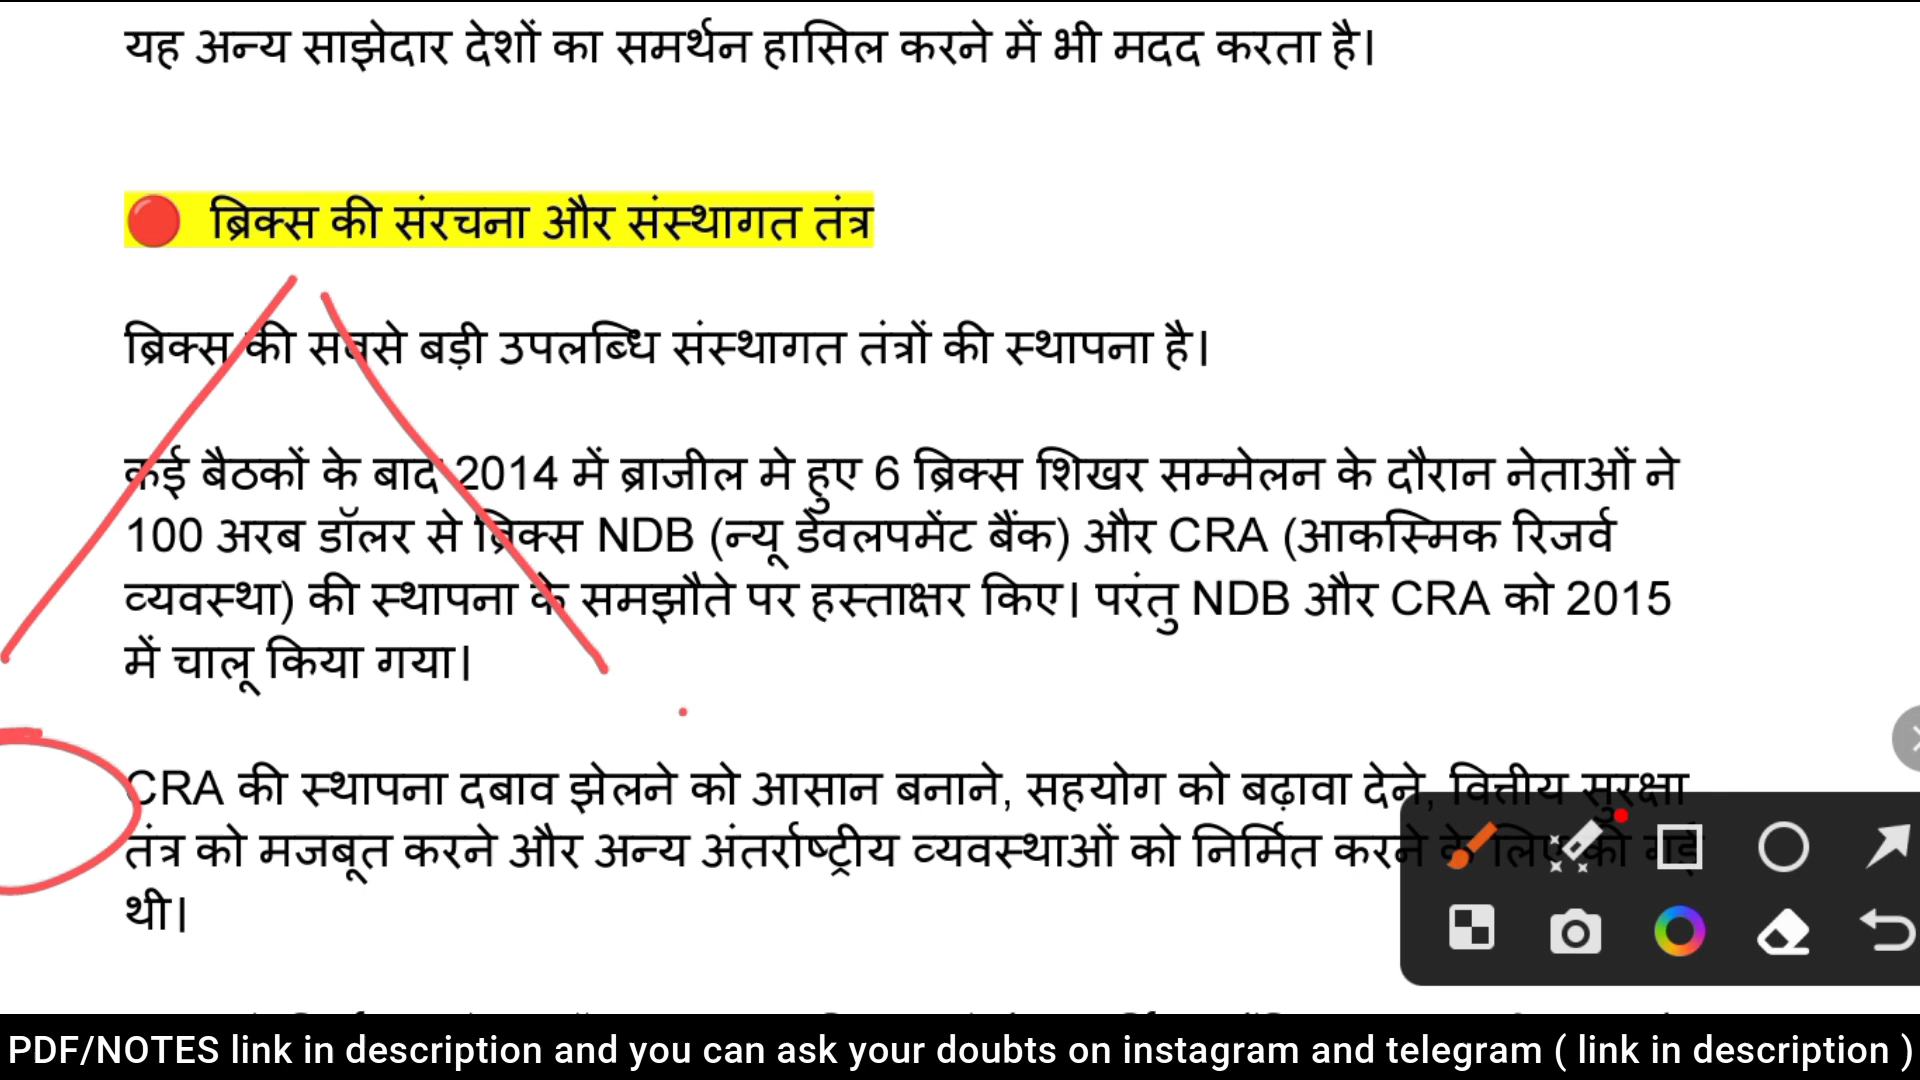 यह अन्य साझेदार देशों का समर्थन हासिल करने में भी मदद करता है।
ब्रिक्स की संरचना और संस्थागत तंत्र
ब्रिक्स की सबसे बड़ी उपलब्धि संस्थागत तंत्रों की स्थापना है।
कई बैठकों के बाद 2014 में ब्राजील मे हुए 6 ब्रिक्स शिखर सम्मेलन के दौरान नेताओं ने
100 अरब डॉलर से ब्रिक्स NDB (न्यू डेवलपमेंट बैंक) और CRA (आकस्मिक रिजर्व
व्यवस्था) की स्थापना के समझौते पर हस्ताक्षर किए। परंतु NDB और CRA को 2015
में चालू किया गया।
CRA की स्थापना दबाव झेलने को आसान बनाने, सहयोग को बढ़ावा देने, वित्तीय सुरक्षा
तंत्र को मजबूत करने और अन्य अंतर्राष्ट्रीय व्यवस्थाओं को निर्मित करने के लिए की गई
थी।
PDF/NOTES link in description and you can ask your doubts on instagram and telegram ( link in description )